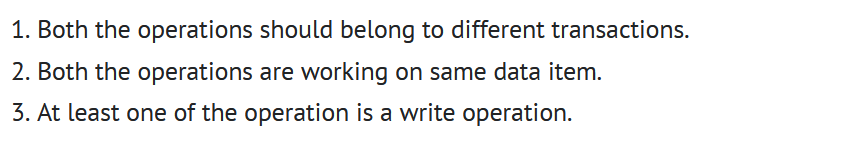 1. Both the operations should belong to different transactions.
2. Both the operations are working on same data item.
3. At least one of the operation is a write operation.